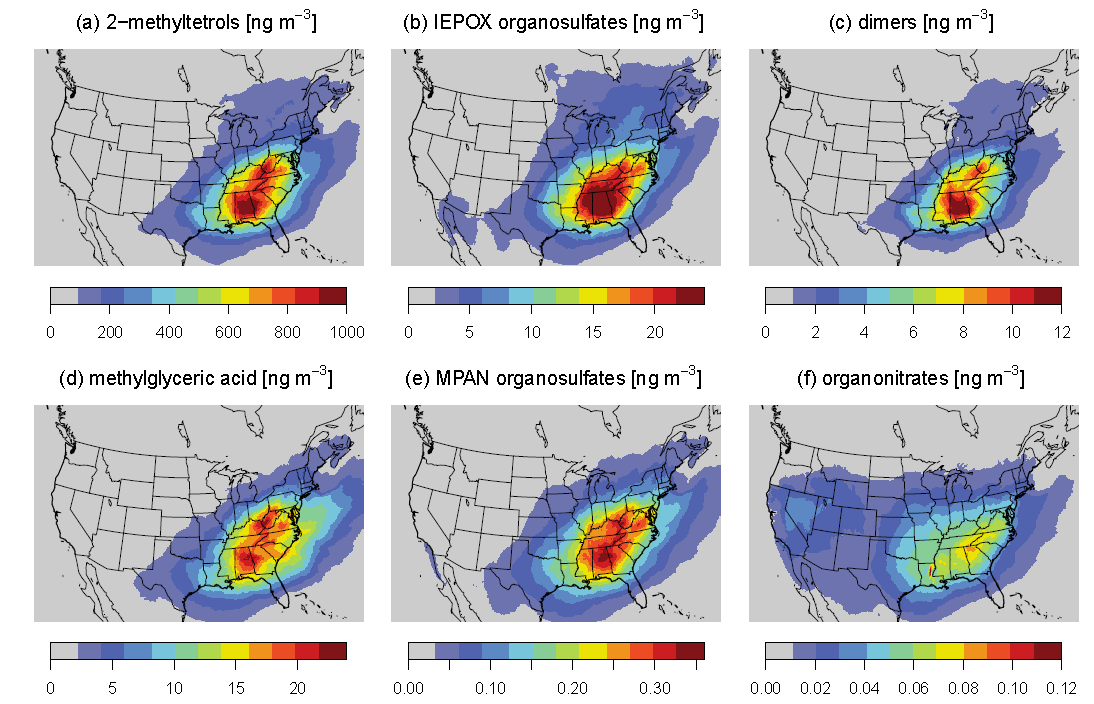 (a) 2−methyltetrols [ng m−3]
(b) IEPOX organosulfates [ng m−3]
(c) dimers [ng m−3]
0 200 400 600 800 1000
0 5 10 15 20
0 2 4 6 8 10 12
(d) methylglyceric acid [ng m−3]
(e) MPAN organosulfates [ng m−3]
(f) organonitrates [ng m−3]
0 5 10 15 20
0.00 0.10 0.20 0.30
0.00 0.02 0.04 0.06 0.08 0.10 0.12